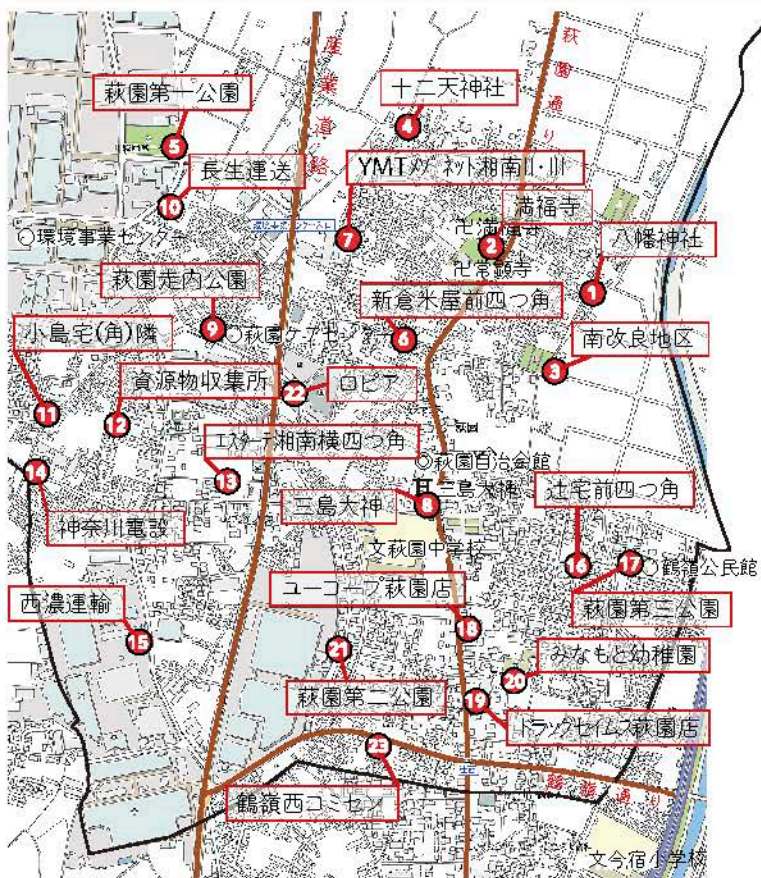 産業道路
萩園通り
十二天神社
4
萩園第一公園
5
長生運送
10
YMTメゾネット湘南II・III
7
満福寺
卍満福寺
2
八幡神社
1
○環境事業センター
卍常顕寺
萩園走内公園
9
新倉米屋前四つ角
6
○萩園ケアセンター
小島宅(角)隣
11
南改良地区
3
資源物収集所
12
22
ロピア
エスターテ湘南横四つ角
13
萩園
○萩園自治会館
14
神奈川電設
三島大神
8
三島大神
辻宅前四つ角
16
17
○鶴嶺公民館
文萩園中学校
ユーコープ萩園店
18
萩園第三公園
西濃運輸
15
21
みなもと幼稚園
20
萩園第二公園
19
ドラッグセイムス萩園店
23
鶴嶺西コミセン
鶴嶺通り
文今宿小学校